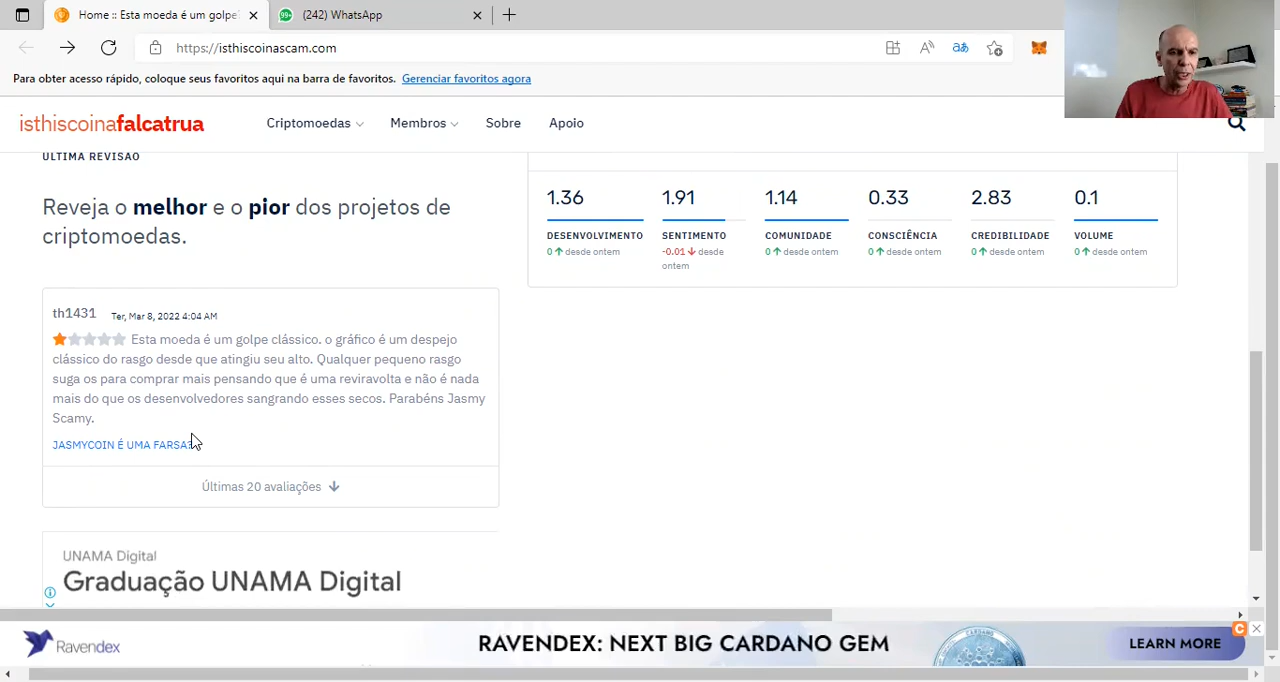 Home :: Esta moeda é um golpe?
(242) WhatsApp
99+
https://isthiscoinascam.com
Para obter acesso rápido, coloque seus favoritos aqui na barra de favoritos. Gerenciar favoritos agora
isthiscoinafalcatrua
Criptomoedas
Membros
Sobre
Apoio
ÚLTIMA REVISÃO
Reveja o melhor e o pior dos projetos de
criptomoedas.
th1431 Ter, Mar 8, 2022 4:04 AM
Esta moeda é um golpe clássico. o gráfico é um despejo
clássico do rasgo desde que atingiu seu alto. Qualquer pequeno rasgo
suga os para comprar mais pensando que é uma reviravolta e não é nada
mais do que os desenvolvedores sangrando esses secos. Parabéns Jasmy
Scamy.
JASMYCOIN É UMA FARSA?
Últimas 20 avaliações
1.36
DESENVOLVIMENTO
0 desde ontem
1.91
SENTIMENTO
-0.01 desde
ontem
1.14
COMUNIDADE
0 desde ontem
0.33
CONSCIÊNCIA
0 desde ontem
2.83
CREDIBILIDADE
0 desde ontem
0.1
VOLUME
0 desde ontem
UNAMA Digital
Graduação UNAMA Digital
Ravendex
RAVENDEX: NEXT BIG CARDANO GEM
LEARN MORE